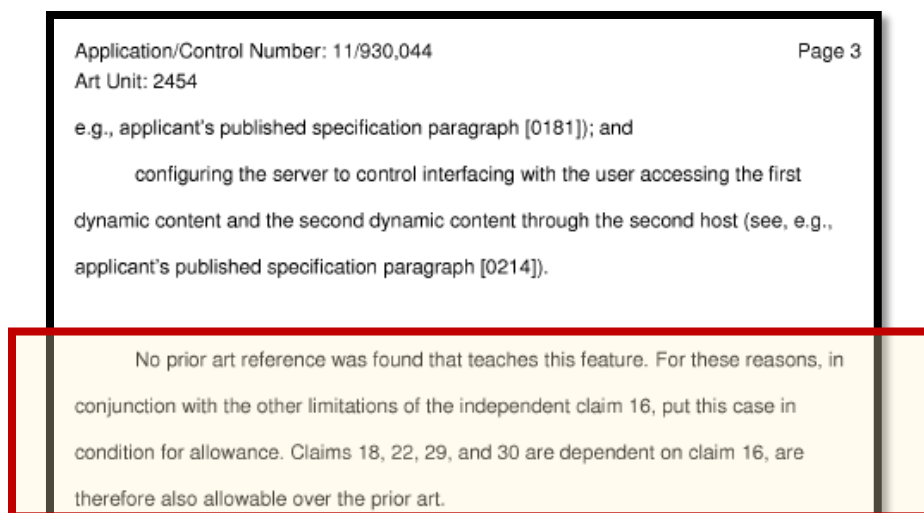 Application/Control Number: 11/930,044 Page 3
Art Unit: 2454
e.g., applicant's published specification paragraph [0181]); and
configuring the server to control interfacing with the user accessing the first
dynamic content and the second dynamic content through the second host (see, e.g.,
applicant's published specification paragraph [0214]).
No prior art reference was found that teaches this feature. For these reasons, in
conjunction with the other limitations of the independent claim 16, put this case in
condition for allowance. Claims 18, 22, 29, and 30 are dependent on claim 16, are
therefore also allowable over the prior art.